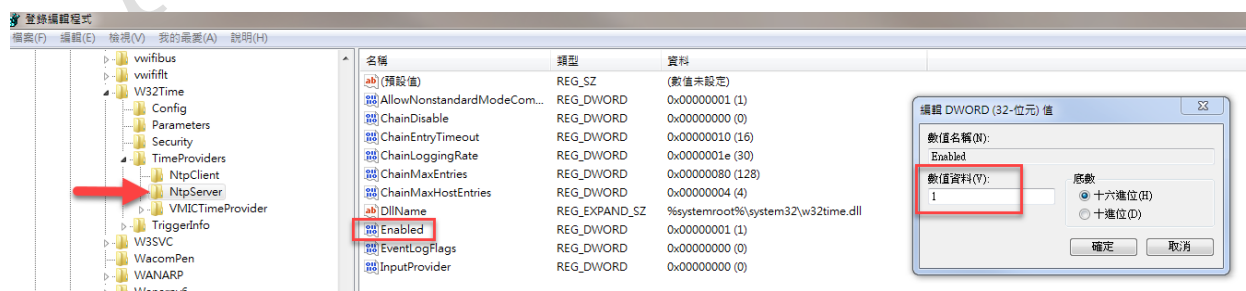 登錄編輯程式
檔案(F) 編輯(E) 檢視(V) 我的最愛(A) 說明(H)
vwifibus
vwififlt
W32Time
Config
Parameters
Security
TimeProviders
NtpClient
NtpServer
VMICTimeProvider
TriggerInfo
W3SVC
WacomPen
WANARP
名稱 類型 資料
(預設值) REG_SZ (數值未設定)
AllowNonstandardModeCom... REG_DWORD 0x00000001 (1)
ChainDisable REG_DWORD 0x00000000 (0)
ChainEntryTimeout REG_DWORD 0x00000010 (16)
ChainLoggingRate REG_DWORD 0x0000001e (30)
ChainMaxEntries REG_DWORD 0x00000080 (128)
ChainMaxHostEntries REG_DWORD 0x00000004 (4)
DllName REG_EXPAND_SZ %systemroot%\system32\w32time.dll
Enabled REG_DWORD 0x00000001 (1)
EventLogFlags REG_DWORD 0x00000000 (0)
InputProvider REG_DWORD 0x00000000 (0)
編輯 DWORD (32-位元) 值
數值名稱(N):
Enabled
數值資料(V):
1
底數
十六進位(H)
十進位(D)
確定 取消